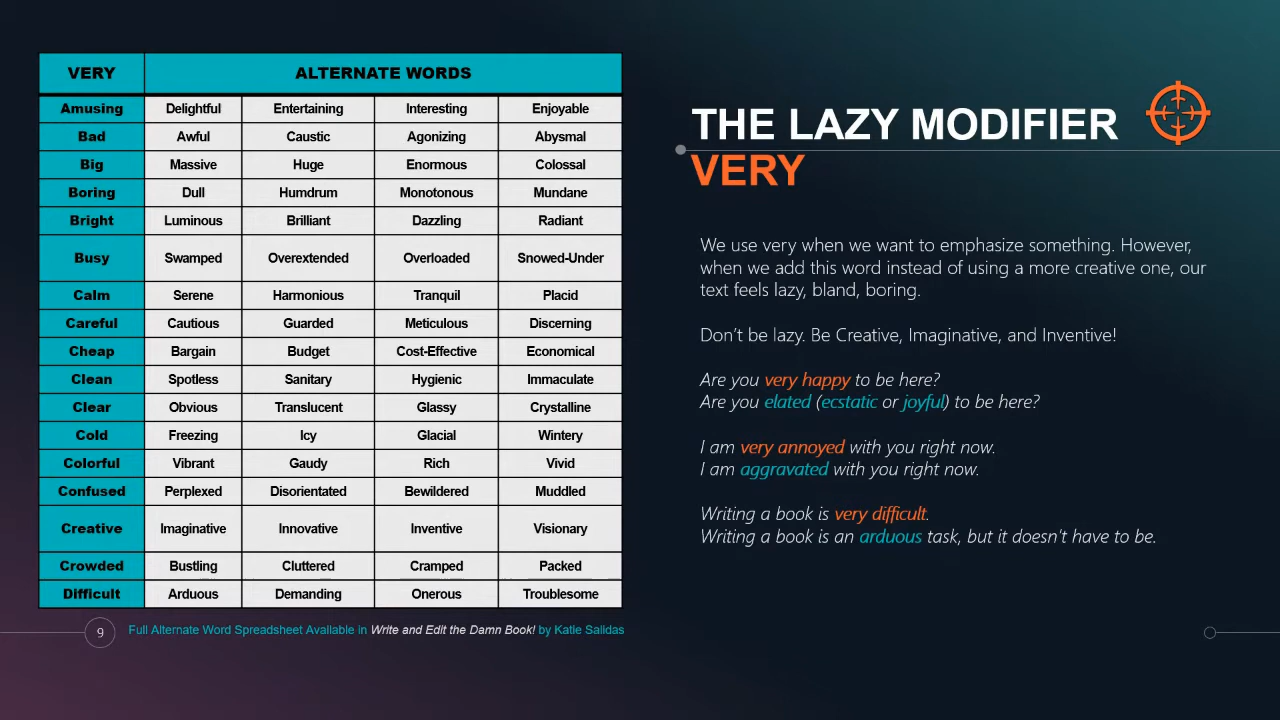 VERY ALTERNATE WORDS
Amusing Delightful Entertaining Interesting Enjoyable
Bad Awful Caustic Agonizing Abysmal
Big Massive Huge Enormous Colossal
Boring Dull Humdrum Monotonous Mundane
Bright Luminous Brilliant Dazzling Radiant
Busy Swamped Overextended Overloaded Snowed-Under
Calm Serene Harmonious Tranquil Placid
Careful Cautious Guarded Meticulous Discerning
Cheap Bargain Budget Cost-Effective Economical
Clean Spotless Sanitary Hygienic Immaculate
Clear Obvious Translucent Glassy Crystalline
Cold Freezing Icy Glacial Wintery
Colorful Vibrant Gaudy Rich Vivid
Confused Perplexed Disorientated Bewildered Muddled
Creative Imaginative Innovative Inventive Visionary
Crowded Bustling Cluttered Cramped Packed
Difficult Arduous Demanding Onerous Troublesome
9 Full Alternate Word Spreadsheet Available in Write and Edit the Damn Book! by Katie Salidas
THE LAZY MODIFIER
VERY
We use very when we want to emphasize something. However,
when we add this word instead of using a more creative one, our
text feels lazy, bland, boring.
Don't be lazy. Be Creative, Imaginative, and Inventive!
Are you very happy to be here?
Are you elated (ecstatic or joyful) to be here?
I am very annoyed with you right now.
I am aggravated with you right now.
Writing a book is very difficult.
Writing a book is an arduous task, but it doesn't have to be.